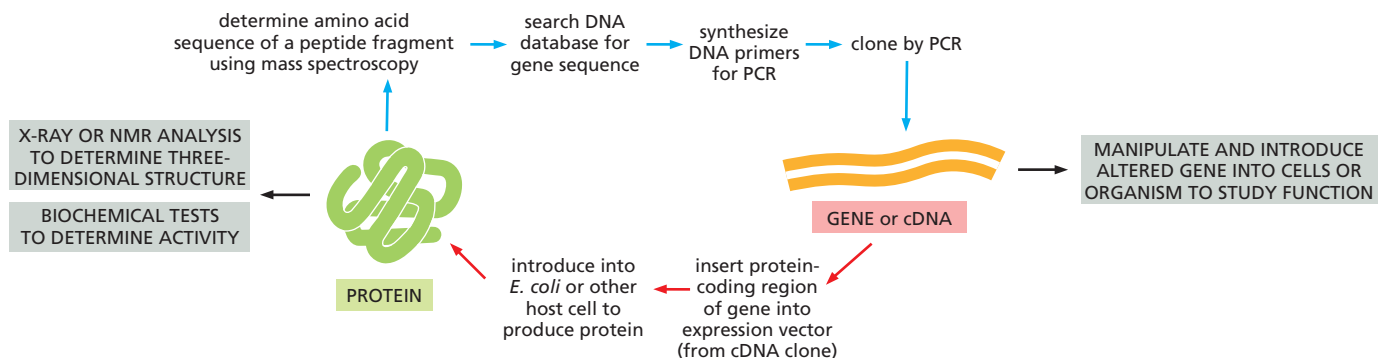 determine amino acid
sequence of a peptide fragment
using mass spectroscopy
search DNA
database for
gene sequence
synthesize
DNA primers
for PCR
clone by PCR
X-RAY OR NMR ANALYSIS
TO DETERMINE THREE-
DIMENSIONAL STRUCTURE
BIOCHEMICAL TESTS
TO DETERMINE ACTIVITY
MANIPULATE AND INTRODUCE
ALTERED GENE INTO CELLS OR
ORGANISM TO STUDY FUNCTION
GENE or cDNA
PROTEIN
introduce into
E. coli or other
host cell to
produce protein
insert protein-
coding region
of gene into
expression vector
(from cDNA clone)